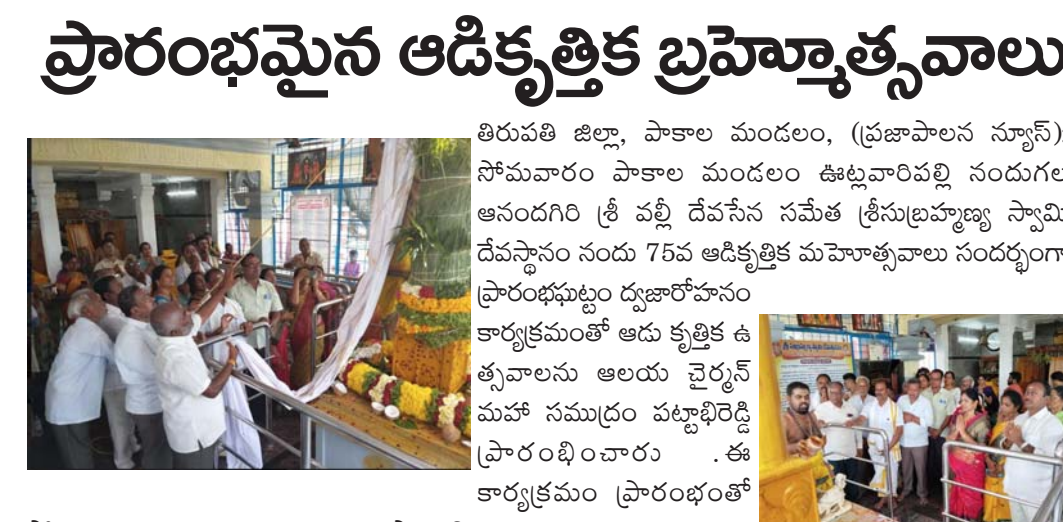 ప్రారంభమైన ఆడికృత్తిక బ్రహ్మోత్సవాలు
తిరుపతి జిల్లా, పాకాల మండలం, (ప్రజాపాలన న్యూస్)
సోమవారం పాకాల మండలం ఊట్లవారిపల్లి నందుగల
ఆనందగిరి శ్రీ వల్లీ దేవసేన సమేత శ్రీసుబ్రహ్మణ్య స్వామి
దేవస్థానం నందు 75వ ఆడికృత్తిక మహోత్సవాలు సందర్భంగా
ప్రారంభఘట్టం ద్వజారోహనం
కార్యక్రమంతో ఆడు కృత్తిక ఉ
త్సవాలను ఆలయ చైర్మన్
మహా సముద్రం పట్టాభిరెడ్డి
ప్రారంభించారు .ఈ
కార్యక్రమం ప్రారంభంతో